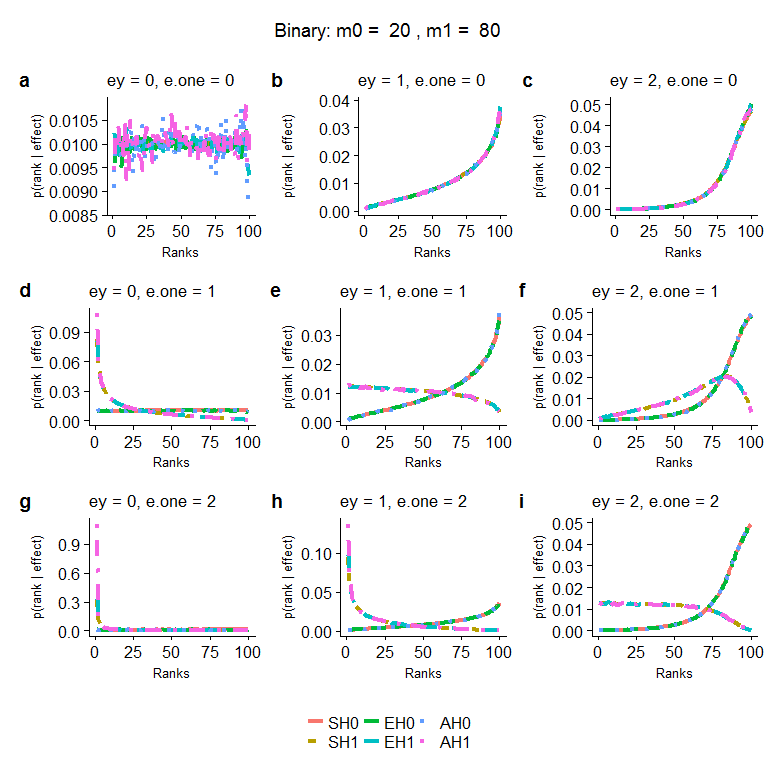 Binary: m0 = 20 , m1 = 80
a ey = 0, e.one = 0
p(rank | effect)
0.0105
0.0100
0.0095
0.0090
0.0085
0 25 50 75 100
Ranks
b ey = 1, e.one = 0
p(rank | effect)
0.04
0.03
0.02
0.01
0.00
0 25 50 75 100
Ranks
c ey = 2, e.one = 0
p(rank | effect)
0.05
0.04
0.03
0.02
0.01
0.00
0 25 50 75 100
Ranks
d ey = 0, e.one = 1
p(rank | effect)
0.09
0.06
0.03
0.00
0 25 50 75 100
Ranks
e ey = 1, e.one = 1
p(rank | effect)
0.03
0.02
0.01
0.00
0 25 50 75 100
Ranks
f ey = 2, e.one = 1
p(rank | effect)
0.05
0.04
0.03
0.02
0.01
0.00
0 25 50 75 100
Ranks
g ey = 0, e.one = 2
p(rank | effect)
0.9
0.6
0.3
0.0
0 25 50 75 100
Ranks
h ey = 1, e.one = 2
p(rank | effect)
0.10
0.05
0.00
0 25 50 75 100
Ranks
i ey = 2, e.one = 2
p(rank | effect)
0.05
0.04
0.03
0.02
0.01
0.00
0 25 50 75 100
Ranks
SH0 EH0 AH0
SH1 EH1 AH1